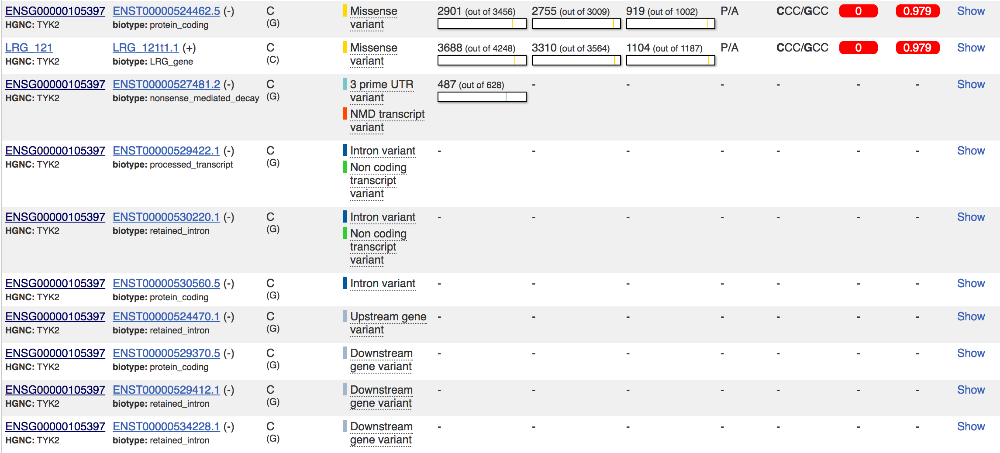 ENSG00000105397 ENST00000524462.5 (-) C Missense 2901 (out of 3456) 2755 (out of 3009) 919 (out of 1002) P/A CCC/GCC 0 0.979 Show
HGNC: TYK2 biotype: protein_coding (G) variant
LRG_121 LRG_121t1.1 (+) C Missense 3688 (out of 4248) 3310 (out of 3564) 1104 (out of 1187) P/A CCC/GCC 0 0.979 Show
HGNC: TYK2 biotype: LRG_gene (C) variant
ENSG00000105397 ENST00000527481.2 (-) C 3 prime UTR 487 (out of 628) - - - - - - Show
HGNC: TYK2 biotype: nonsense_mediated_decay (G) variant
NMD transcript
variant
ENSG00000105397 ENST00000529422.1 (-) C Intron variant - - - - - - - Show
HGNC: TYK2 biotype: processed_transcript (G) Non coding
transcript
variant
ENSG00000105397 ENST00000530220.1 (-) C Intron variant - - - - - - - Show
HGNC: TYK2 biotype: retained_intron (G) Non coding
transcript
variant
ENSG00000105397 ENST00000530560.5 (-) C Intron variant - - - - - - - Show
HGNC: TYK2 biotype: protein_coding (G)
ENSG00000105397 ENST00000524470.1 (-) C Upstream gene - - - - - - - Show
HGNC: TYK2 biotype: retained_intron (G) variant
ENSG00000105397 ENST00000529370.5 (-) C Downstream - - - - - - - Show
HGNC: TYK2 biotype: protein_coding (G) gene variant
ENSG00000105397 ENST00000529412.1 (-) C Downstream - - - - - - - Show
HGNC: TYK2 biotype: retained_intron (G) gene variant
ENSG00000105397 ENST00000534228.1 (-) C Downstream - - - - - - - Show
HGNC: TYK2 biotype: retained_intron (G) gene variant